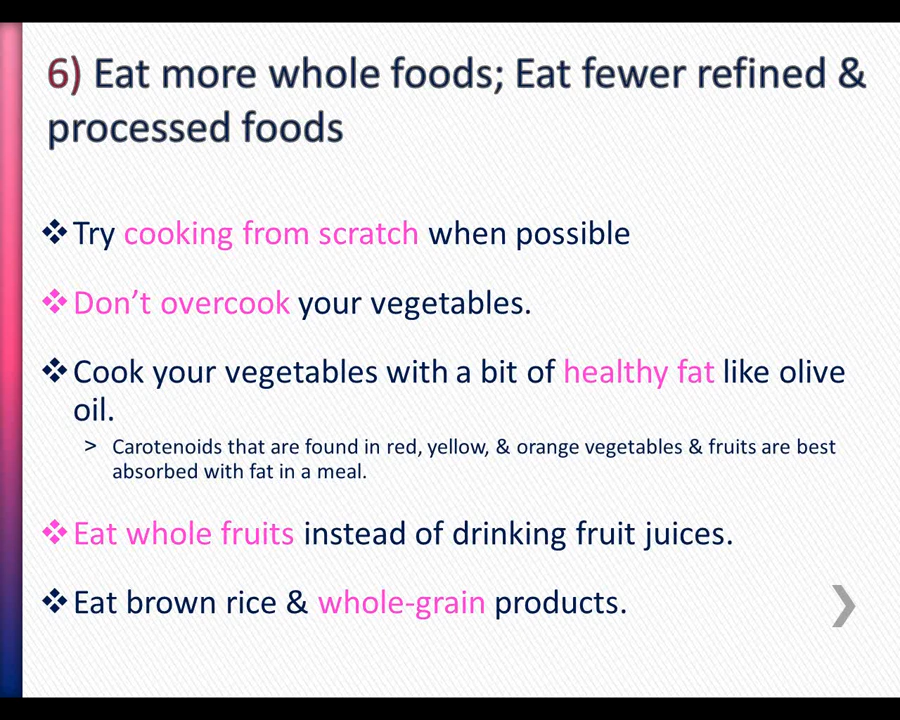 6) Eat more whole foods; Eat fewer refined &
processed foods
❖Try cooking from scratch when possible
❖Don’t overcook your vegetables.
❖Cook your vegetables with a bit of healthy fat like olive
oil.
> Carotenoids that are found in red, yellow, & orange vegetables & fruits are best
absorbed with fat in a meal.
❖Eat whole fruits instead of drinking fruit juices.
❖Eat brown rice & whole-grain products.